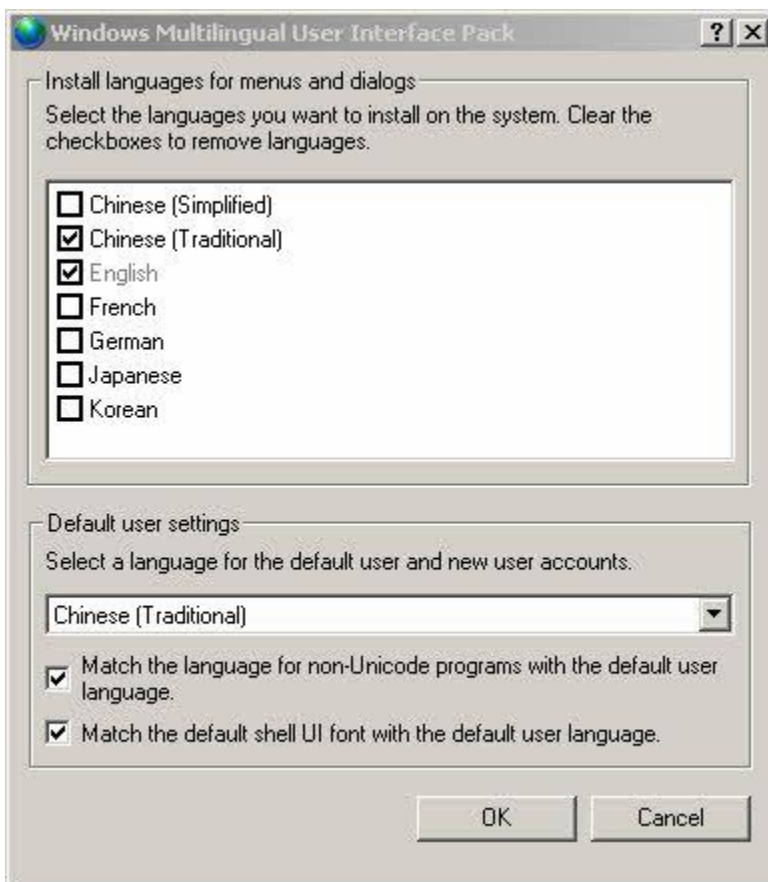 Windows Multilingual User Interface Pack
Install languages for menus and dialogs
Select the languages you want to install on the system. Clear the
checkboxes to remove languages.
Chinese (Simplified)
Chinese (Traditional)
English
French
German
Japanese
Korean
Default user settings
Select a language for the default user and new user accounts.
Chinese (Traditional)
Match the language for non-Unicode programs with the default user
language.
Match the default shell UI font with the default user language.
OK Cancel